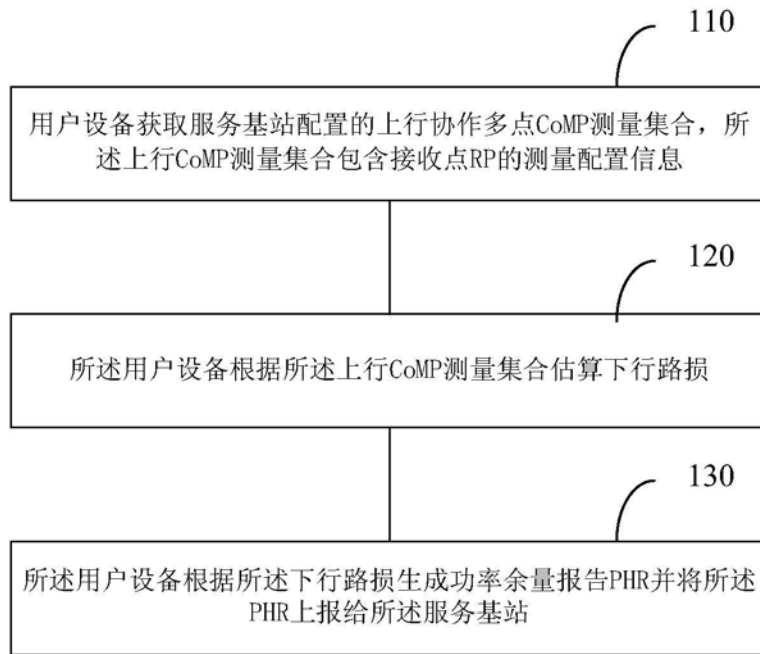 110
用户设备获取服务基站配置的上行协作多点CoMP测量集合，所
述上行CoMP测量集合包含接收点RP的测量配置信息
120
所述用户设备根据所述上行CoMP测量集合估算下行路损
130
所述用户设备根据所述下行路损生成功率余量报告PHR并将所述
PHR上报给所述服务基站